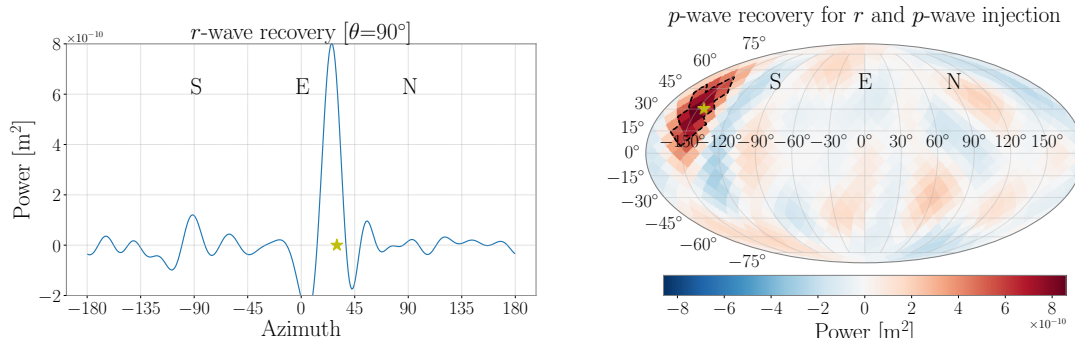 r-wave recovery [θ=90°]
×10⁻¹⁰
8
6
4
2
0
−2
Power [m²]
S E N
−180 −135 −90 −45 0 45 90 135 180
Azimuth
p-wave recovery for r and p-wave injection
75°
60°
45°
30°
15°
0°
−15°
−30°
−45°
−60°
−75°
S E N
−150° −120° −90° −60° −30° 0° 30° 60° 90° 120° 150°
−8 −6 −4 −2 0 2 4 6 8
×10⁻¹⁰
Power [m²]